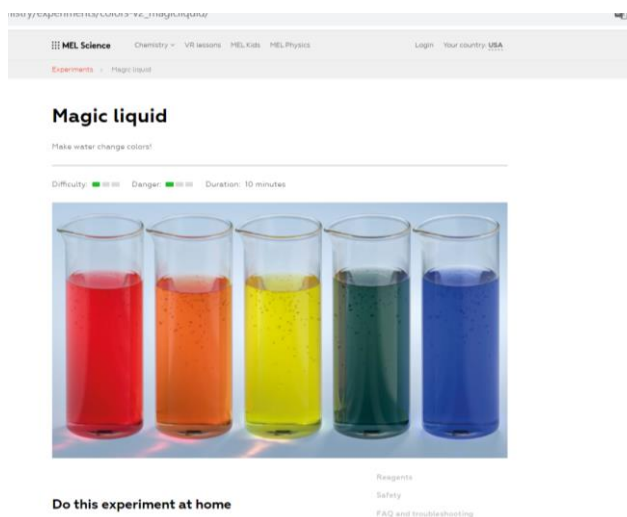 istry/experiments/colors-v2_magicliquid/
MEL Science Chemistry VR lessons MEL Kids MEL Physics Login Your country: USA
Experiments Magic liquid
Magic liquid
Make water change colors!
Difficulty: Danger: Duration: 10 minutes
Reagents
Safety
Do this experiment at home
FAQ and troubleshooting